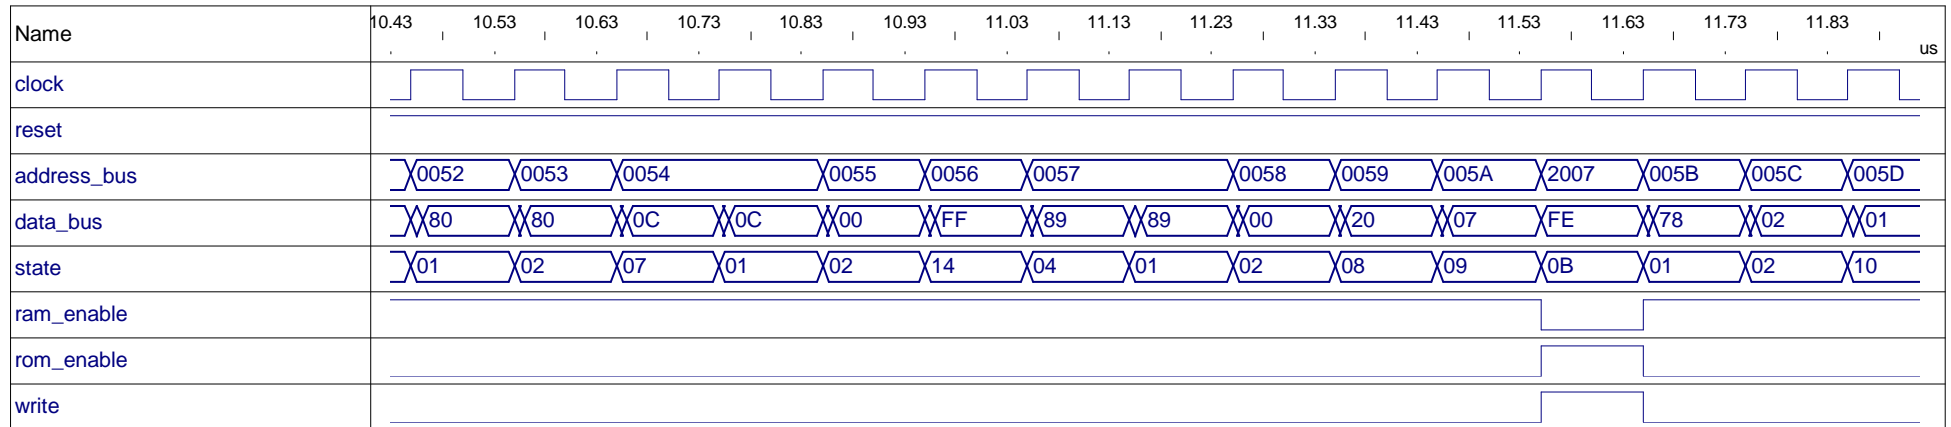 Name 10.43 10.53 10.63 10.73 10.83 10.93 11.03 11.13 11.23 11.33 11.43 11.53 11.63 11.73 11.83
us
clock
reset
address_bus 0052 0053 0054 0055 0056 0057 0058 0059 005A 2007 005B 005C 005D
data_bus 80 80 0C 0C 00 FF 89 89 00 20 07 FE 78 02 01
state 01 02 07 01 02 14 04 01 02 08 09 0B 01 02 10
ram_enable
rom_enable
write